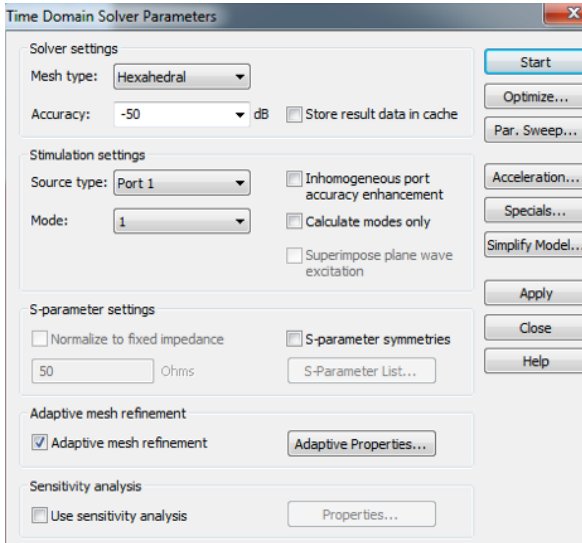 Time Domain Solver Parameters
X
Solver settings
Mesh type: Hexahedral
Accuracy: -50 dB Store result data in cache
Stimulation settings
Source type: Port 1
Inhomogeneous port
accuracy enhancement
Mode: 1
Calculate modes only
Superimpose plane wave
excitation
S-parameter settings
Normalize to fixed impedance
S-parameter symmetries
50 Ohms
S-Parameter List...
Adaptive mesh refinement
Adaptive mesh refinement
Adaptive Properties...
Sensitivity analysis
Use sensitivity analysis
Properties...
Start
Optimize...
Par. Sweep...
Acceleration...
Specials...
Simplify Model...
Apply
Close
Help